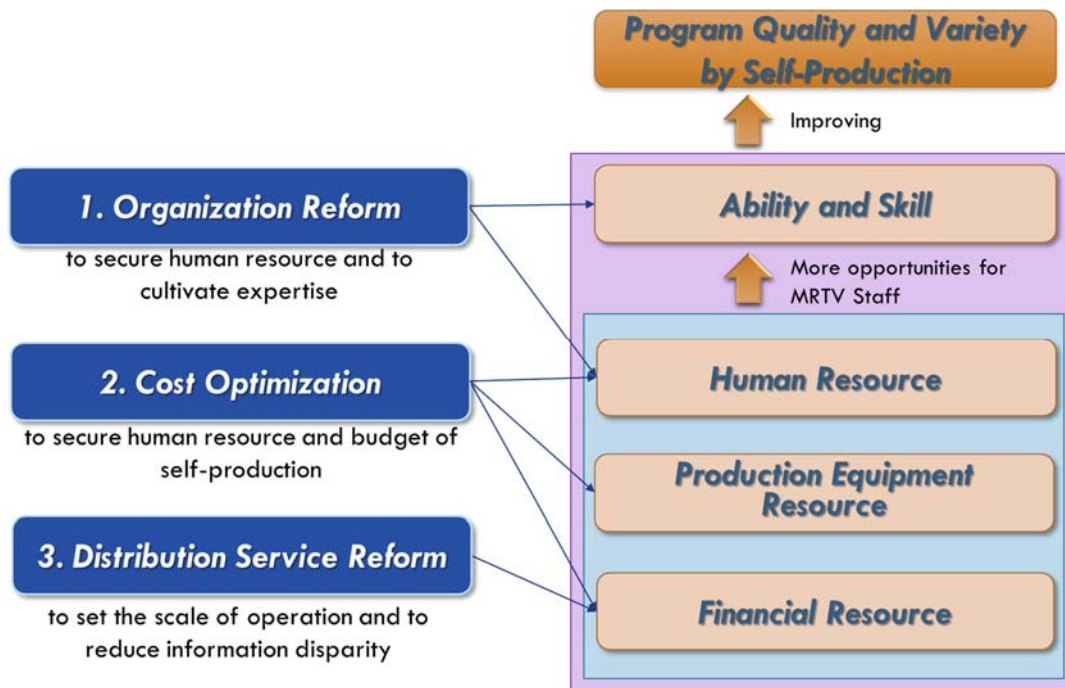 Program Quality and Variety
by Self-Production
Improving
1. Organization Reform
to secure human resource and to
cultivate expertise
Ability and Skill
More opportunities for
MRTV Staff
2. Cost Optimization
to secure human resource and budget of
self-production
Human Resource
Production Equipment
Resource
3. Distribution Service Reform
to set the scale of operation and to
reduce information disparity
Financial Resource